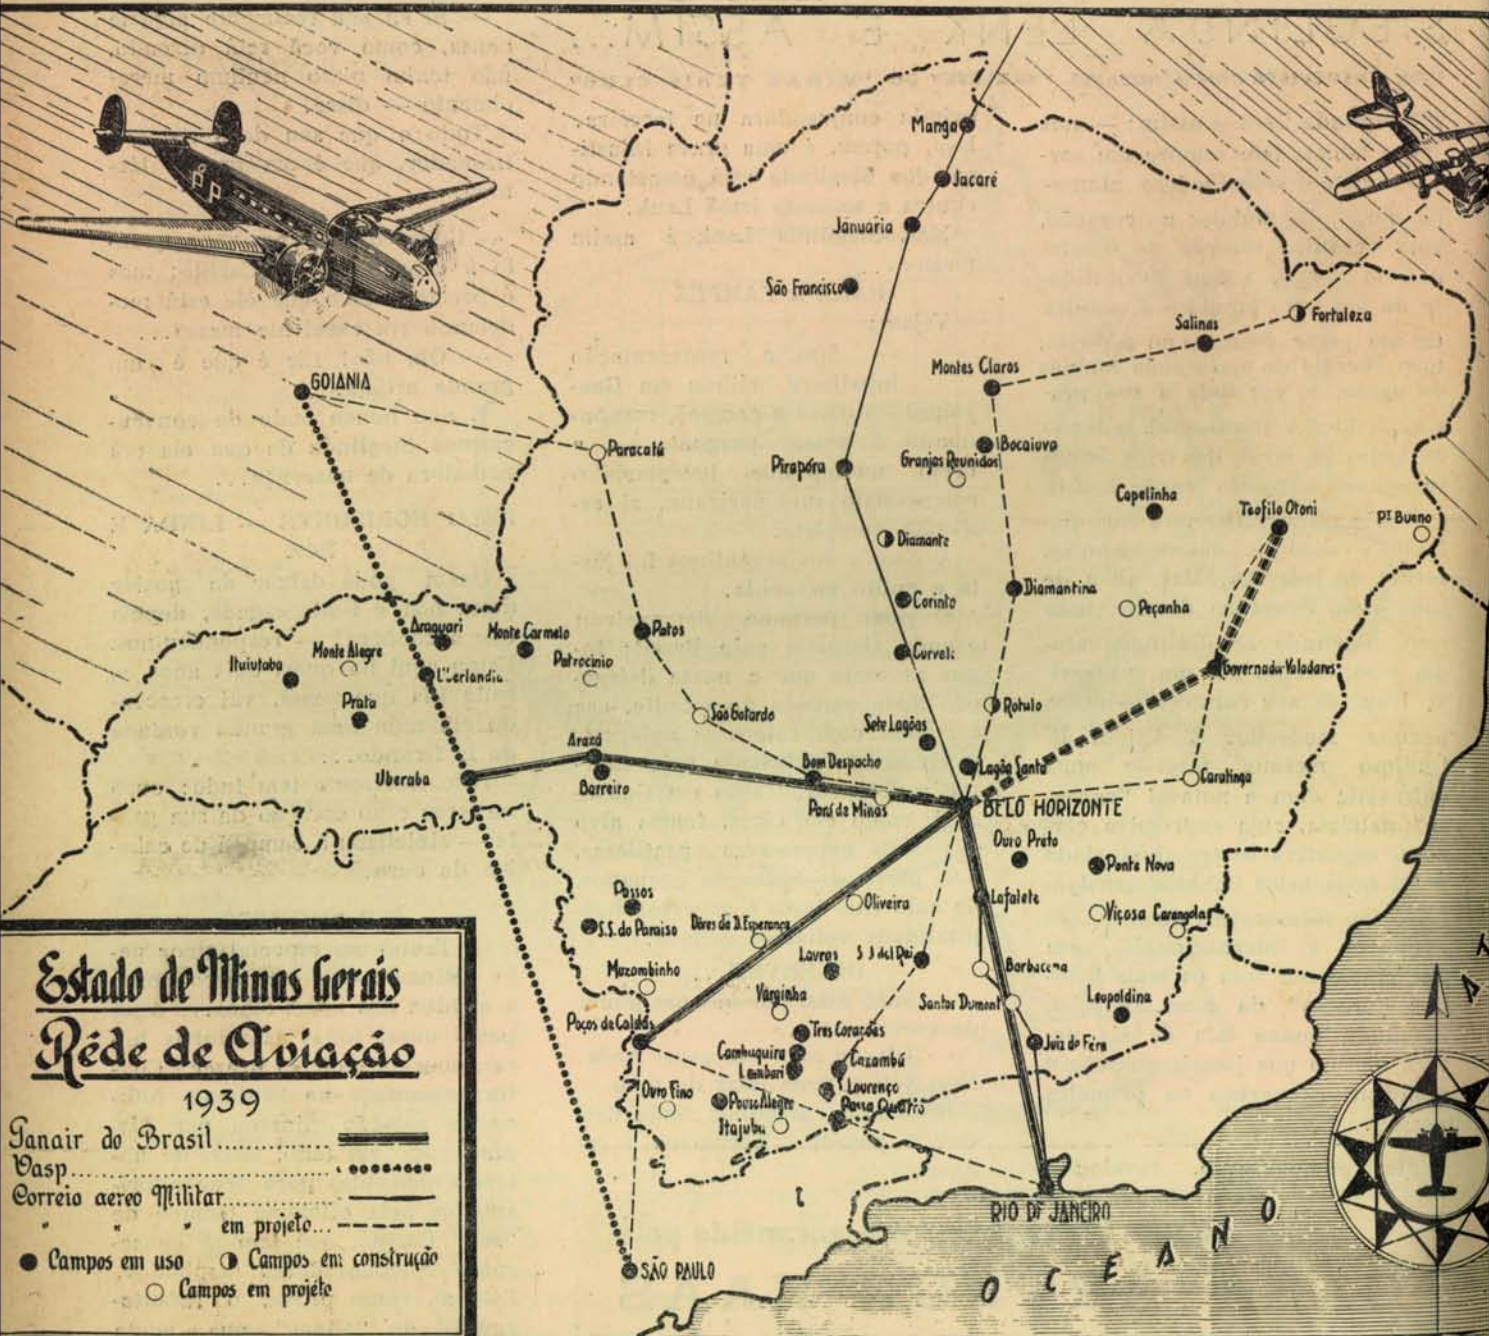 PP
Manga
Jacaré
Januaria
São Francisco
Salinas
Fortaleza
Montes Claros
GOIANIA
Paracatú
Bocaiuva
Granjas Reunidas
Pirapóra
Capelinha
Teofilo Otoni
Pt Bueno
Diamante
Diamantina
Corinto
Peçanha
Araguari
Monte Carmelo
Patos
Monte Alegre
Ituiutaba
Patrocinio
Curvelo
Governador Valadares
Prata
São Gotardo
Rotulo
Sete Lagôas
Araxá
Uberaba
Barreiro
Bom Despacho
Lagôa Santa
Pará de Minas
Caratinga
BELO HORIZONTE
Ouro Preto
Ponte Nova
Passos
Oliveira
Lafaiete
Viçosa
Carangola
S.S. do Paraiso
Dôres da B. Esperança
Lavras
S J del Rei
Barbacena
Muzambinho
Varginha
Santos Dumont
Leopoldina
Poços de Caldas
Tres Corações
Juiz de Fóra
Cambuquira
Lambari
Caxambú
Ouro Fino
Lourenço
Pouso Alegre
Passa Quatro
Itajubá
RIO DE JANEIRO
SÃO PAULO
OCEANO
Estado de Minas Gerais
Réde de Aviação
1939
Panair do Brasil
Vasp
Correio aereo Militar
" " " em projeto
Campos em uso
Campos em construção
Campos em projéto